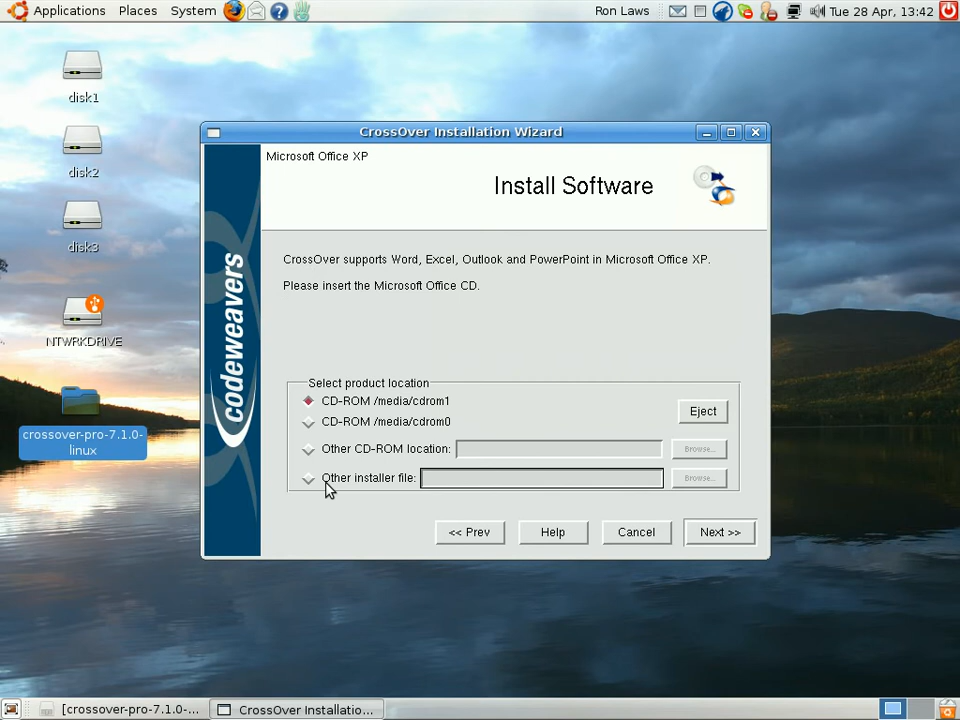 Applications Places System Ron Laws Tue 28 Apr, 13:42
disk1
disk2
disk3
NTWRKDRIVE
crossover-pro-7.1.0-
linux
CrossOver Installation Wizard
Microsoft Office XP
Install Software
codeweavers
CrossOver supports Word, Excel, Outlook and PowerPoint in Microsoft Office XP.
Please insert the Microsoft Office CD.
Select product location
CD-ROM /media/cdrom1
CD-ROM /media/cdrom0
Eject
Other CD-ROM location: Browse...
Other installer file: Browse...
<< Prev Help Cancel Next >>
[crossover-pro-7.1.0-... CrossOver Installatio...